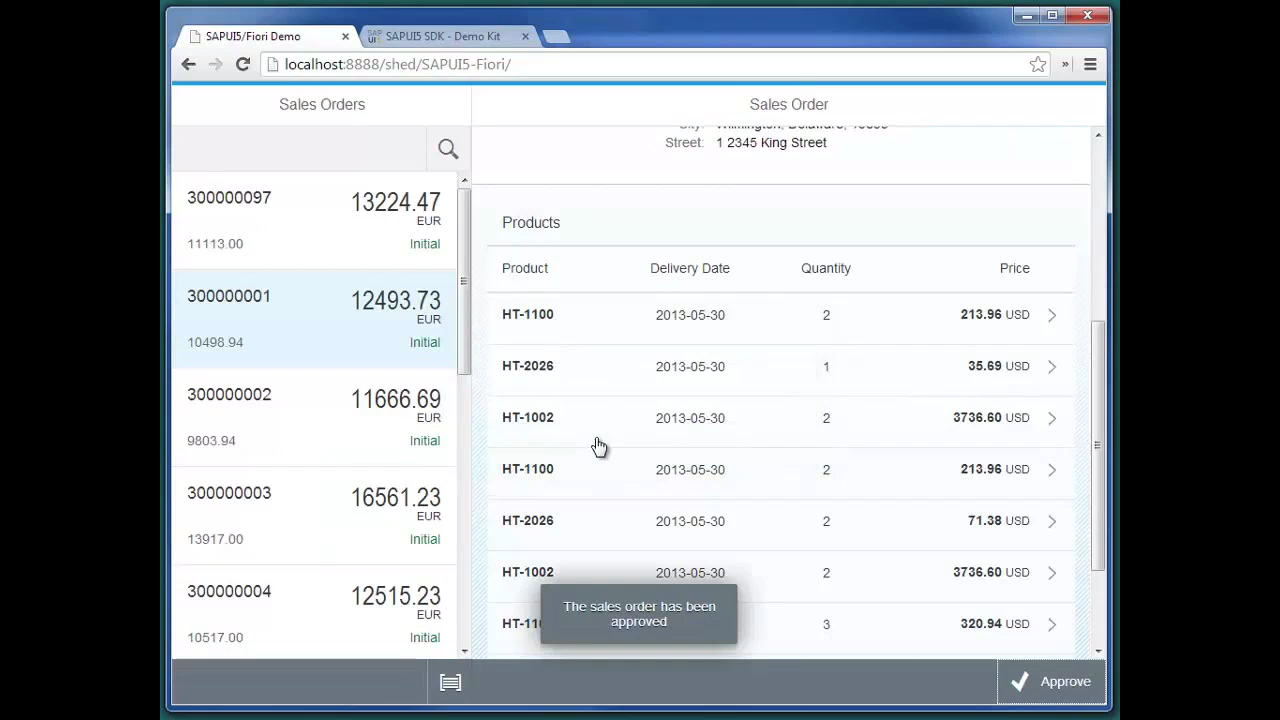 SAPUI5/Fiori Demo
SAPUI5 SDK - Demo Kit
localhost:8888/shed/SAPUI5-Fiori/
Sales Orders
Sales Order
300000097 13224.47
EUR
11113.00 Initial
300000001 12493.73
EUR
10498.94 Initial
300000002 11666.69
EUR
9803.94 Initial
300000003 16561.23
EUR
13917.00 Initial
300000004 12515.23
EUR
10517.00 Initial
City: Wilmington, Delaware,
Street: 1 2345 King Street
Products
Product Delivery Date Quantity Price
HT-1100 2013-05-30 2 213.96 USD
HT-2026 2013-05-30 1 35.69 USD
HT-1002 2013-05-30 2 3736.60 USD
HT-1100 2013-05-30 2 213.96 USD
HT-2026 2013-05-30 2 71.38 USD
HT-1002 2013-05-30 2 3736.60 USD
3 320.94 USD
The sales order has been
approved
Approve